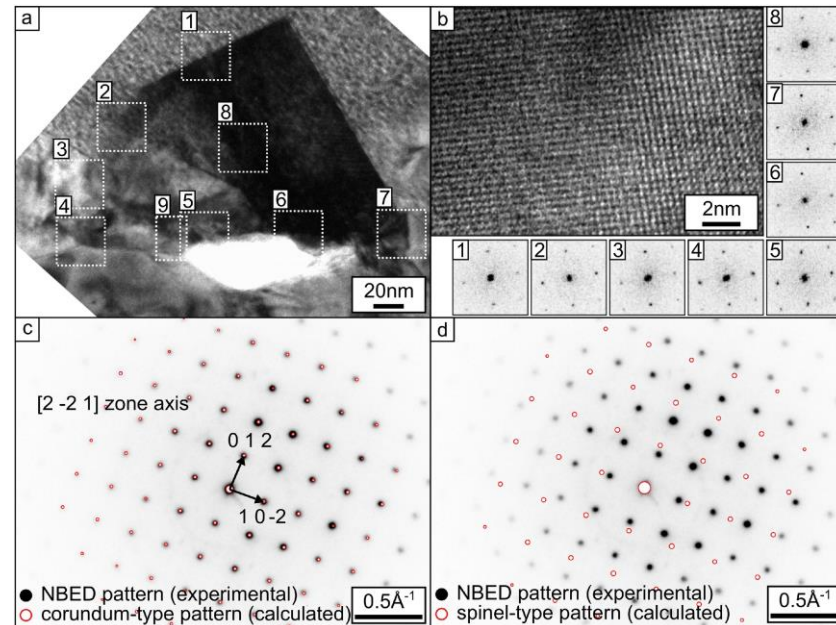 a
1
2
3
4
9
5
6
7
8
20nm
b
2nm
8
7
6
1
2
3
4
5
c
[2 -2 1] zone axis
0 1 2
1 0 -2
NBED pattern (experimental)
corundum-type pattern (calculated)
0.5Å⁻¹
d
NBED pattern (experimental)
spinel-type pattern (calculated)
0.5Å⁻¹